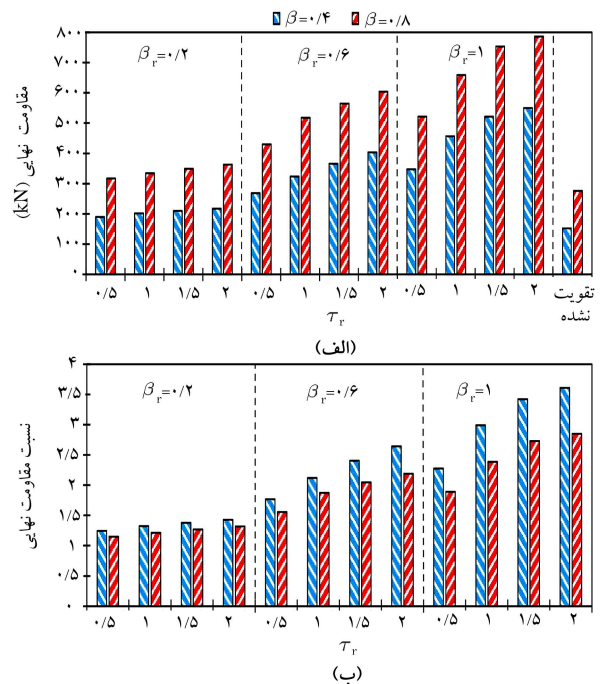 β=۰/۴ β=۰/۸
مقاومت نهایی (kN)
۸۰۰
۷۰۰
۶۰۰
۵۰۰
۴۰۰
۳۰۰
۲۰۰
۱۰۰
۰
βr=۰/۲ βr=۰/۶ βr=۱
۰/۵ ۱ ۱/۵ ۲ ۰/۵ ۱ ۱/۵ ۲ ۰/۵ ۱ ۱/۵ ۲ تقویت
نشده
τr
(الف)
نسبت مقاومت نهایی
۴
۳/۵
۳
۲/۵
۲
۱/۵
۱
۰/۵
۰
βr=۰/۲ βr=۰/۶ βr=۱
۰/۵ ۱ ۱/۵ ۲ ۰/۵ ۱ ۱/۵ ۲ ۰/۵ ۱ ۱/۵ ۲
τr
(ب)